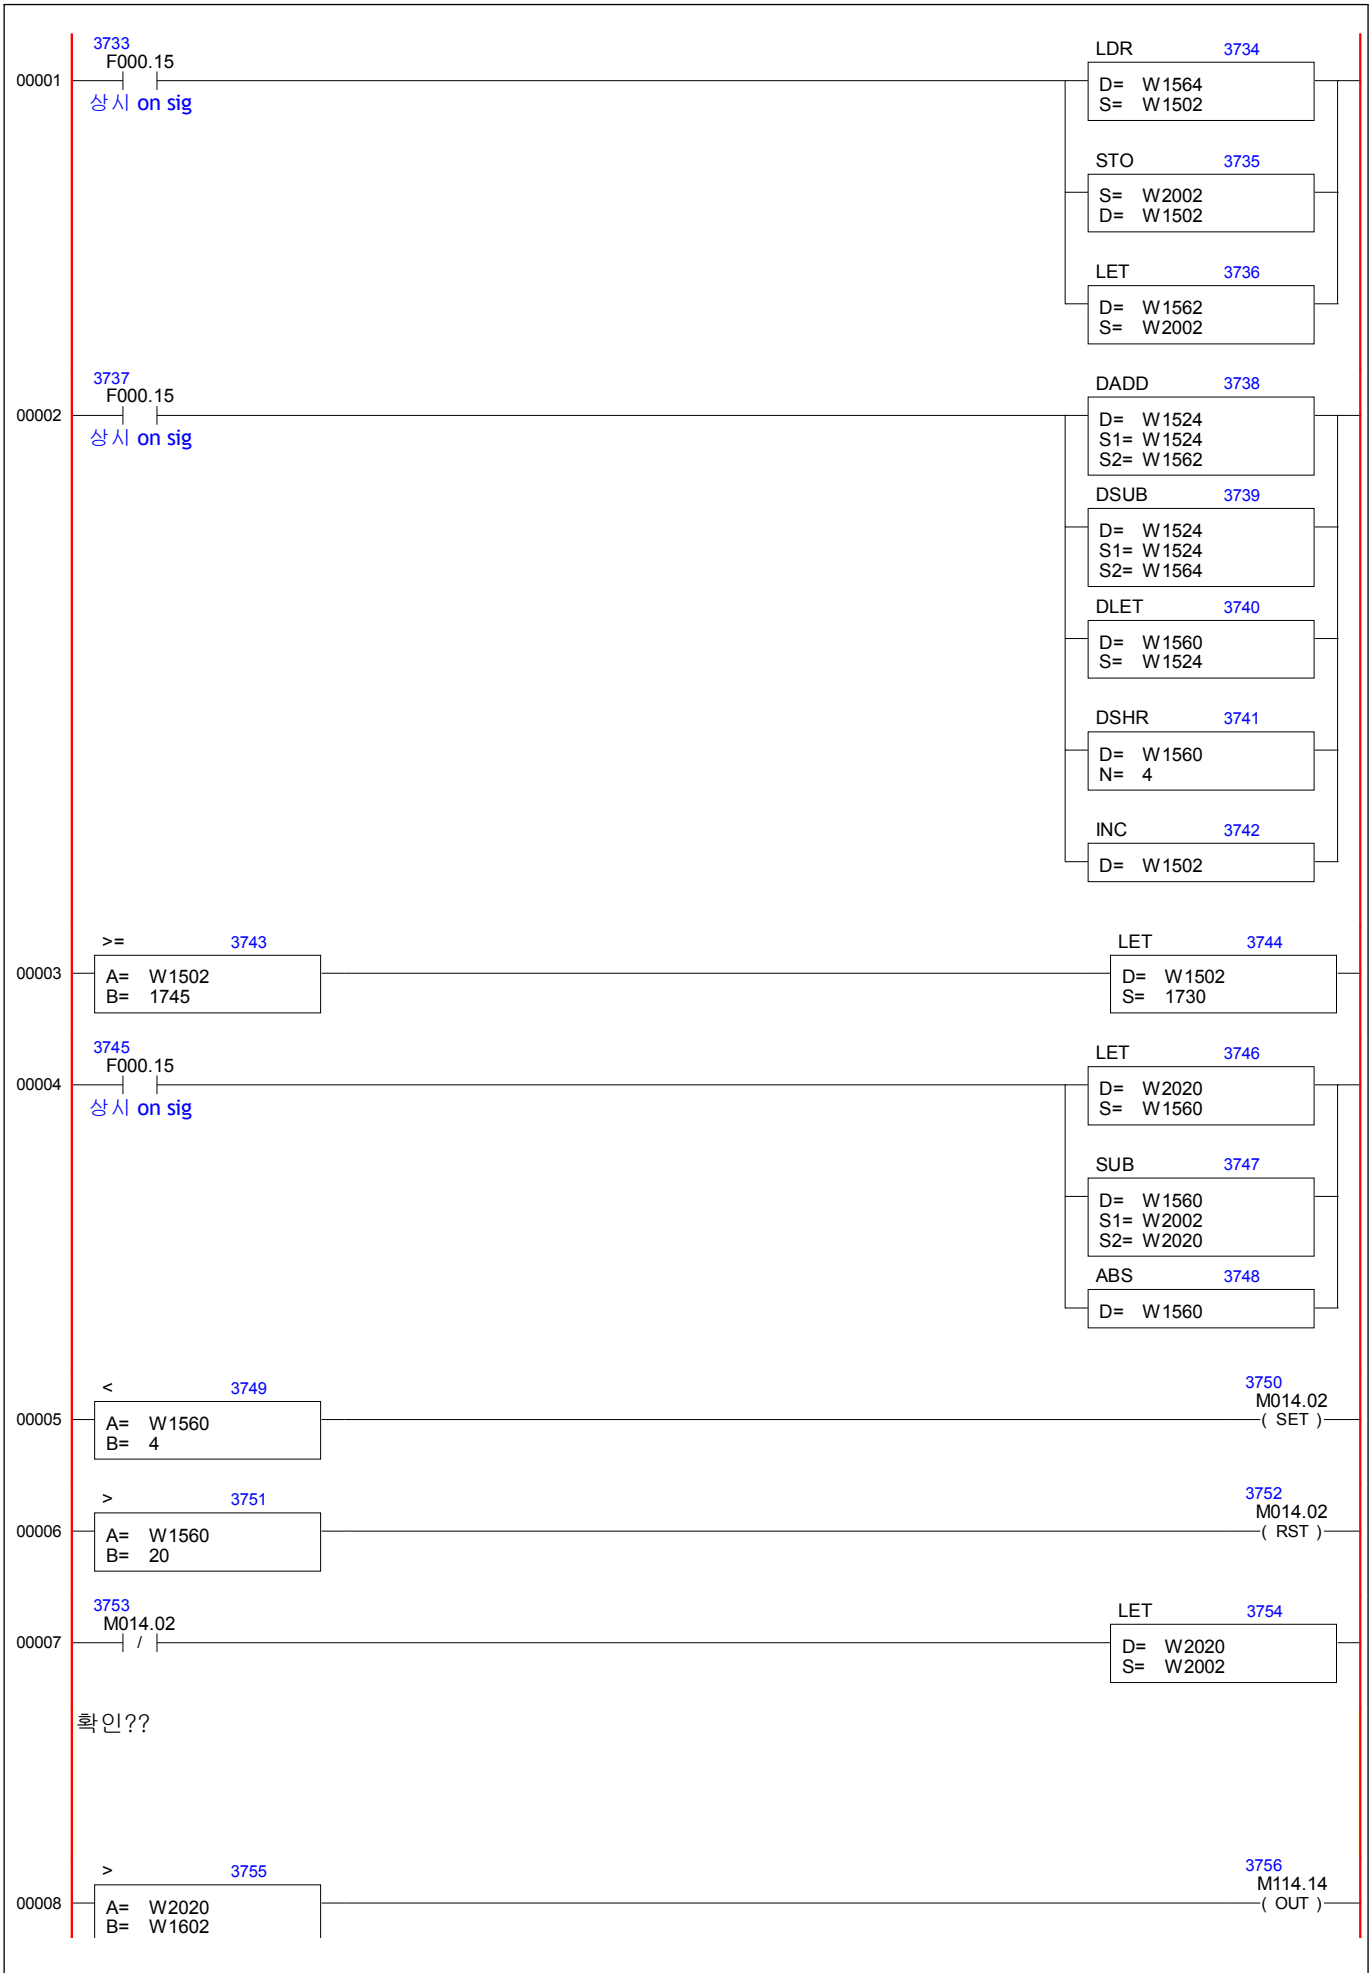 3733
F000.15
00001
상시 on sig
LDR 3734
D= W1564
S= W1502
STO 3735
S= W2002
D= W1502
LET 3736
D= W1562
S= W2002
3737
F000.15
00002
상시 on sig
DADD 3738
D= W1524
S1= W1524
S2= W1562
DSUB 3739
D= W1524
S1= W1524
S2= W1564
DLET 3740
D= W1560
S= W1524
DSHR 3741
D= W1560
N= 4
INC 3742
D= W1502
>= 3743
00003
A= W1502
B= 1745
LET 3744
D= W1502
S= 1730
3745
F000.15
00004
상시 on sig
LET 3746
D= W2020
S= W1560
SUB 3747
D= W1560
S1= W2002
S2= W2020
ABS 3748
D= W1560
< 3749
00005
A= W1560
B= 4
3750
M014.02
( SET )
> 3751
00006
A= W1560
B= 20
3752
M014.02
( RST )
3753
M014.02
00007
/
LET 3754
D= W2020
S= W2002
확인??
> 3755
00008
A= W2020
B= W1602
3756
M114.14
( OUT )